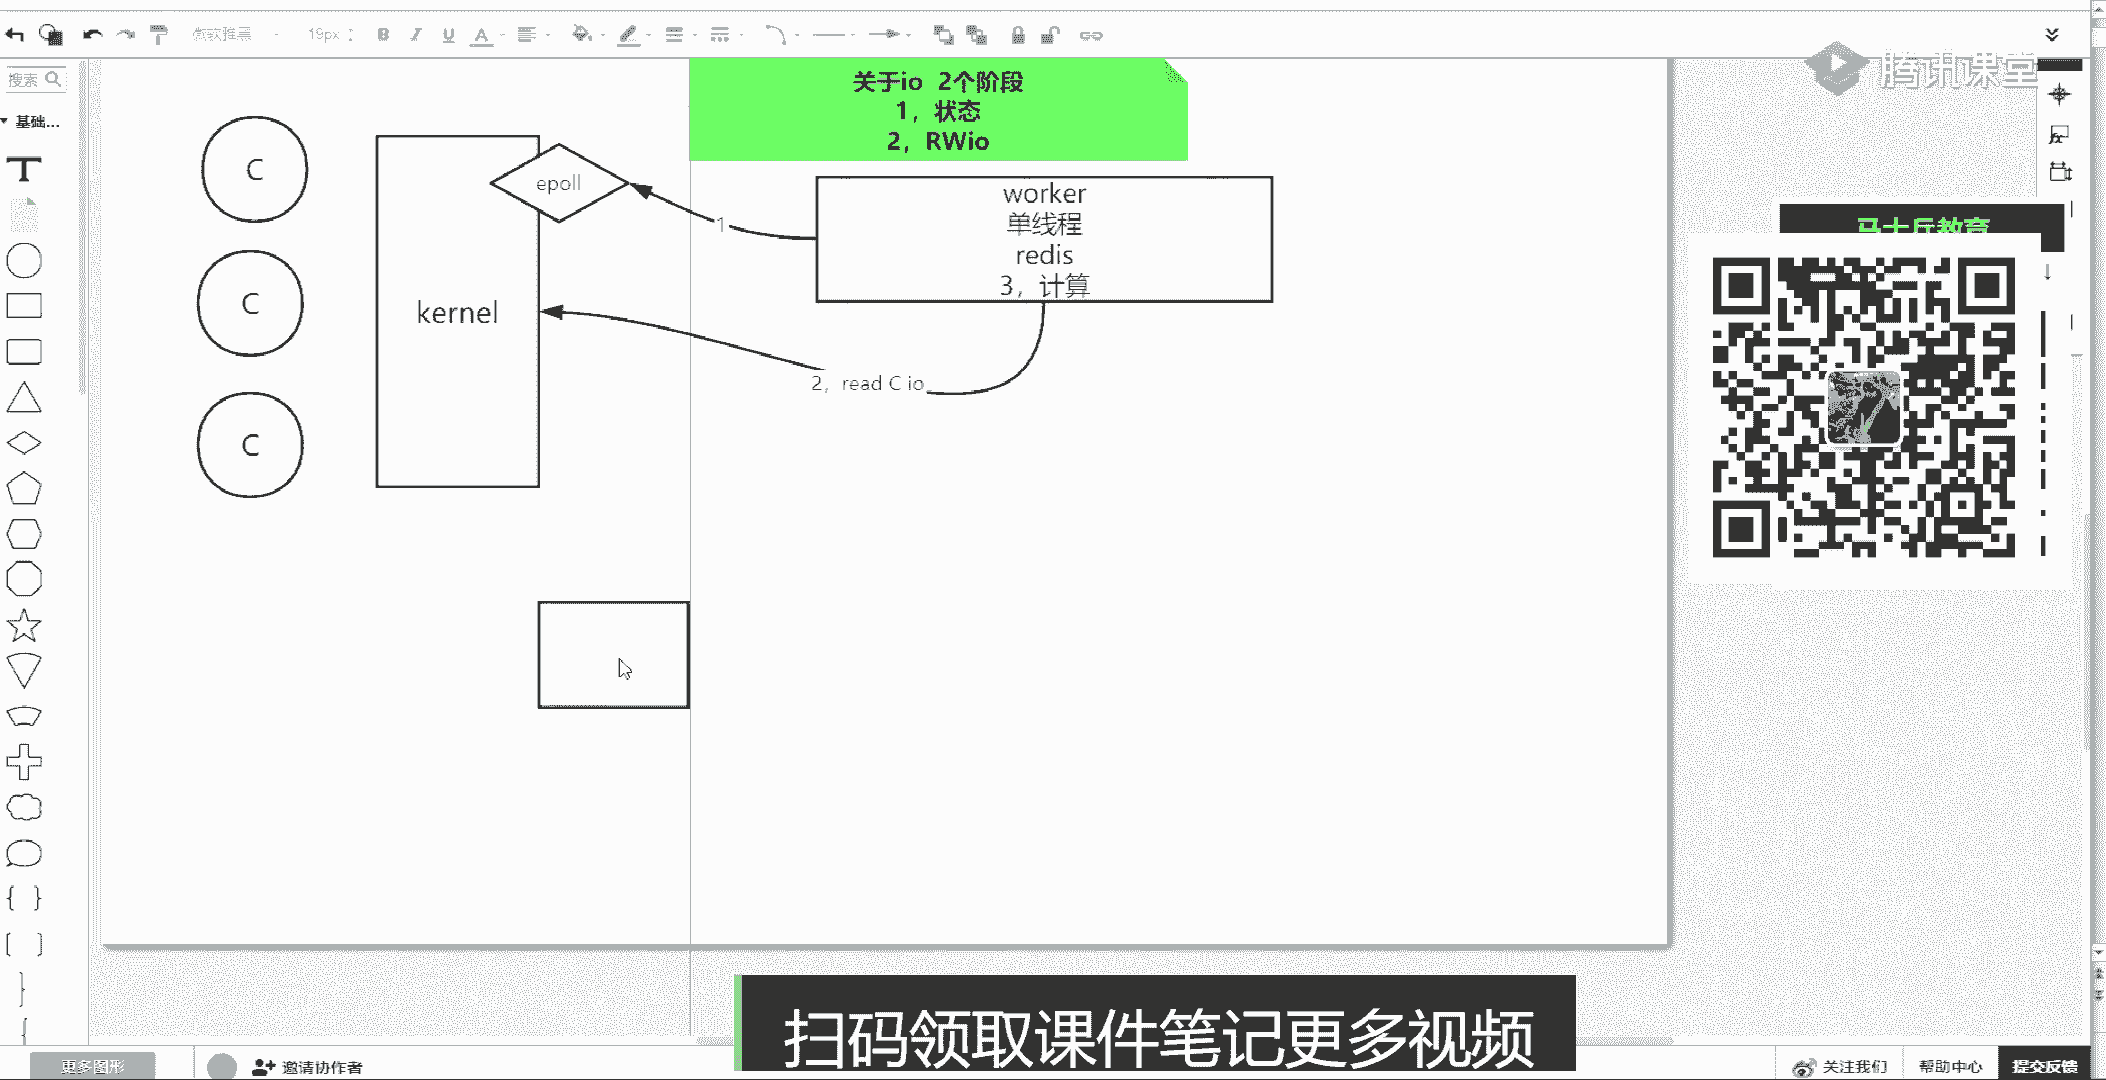 微软雅黑
19px
B
I
U
A
搜索
基础...
T
关于io 2个阶段
1，状态
2，RWio
腾讯课堂
fx
马士兵教育
C
C
C
kernel
epoll
1
worker
单线程
redis
3，计算
2，read C io
扫码领取课件笔记更多视频
更多图形
邀请协作者
关注我们
帮助中心
提交反馈